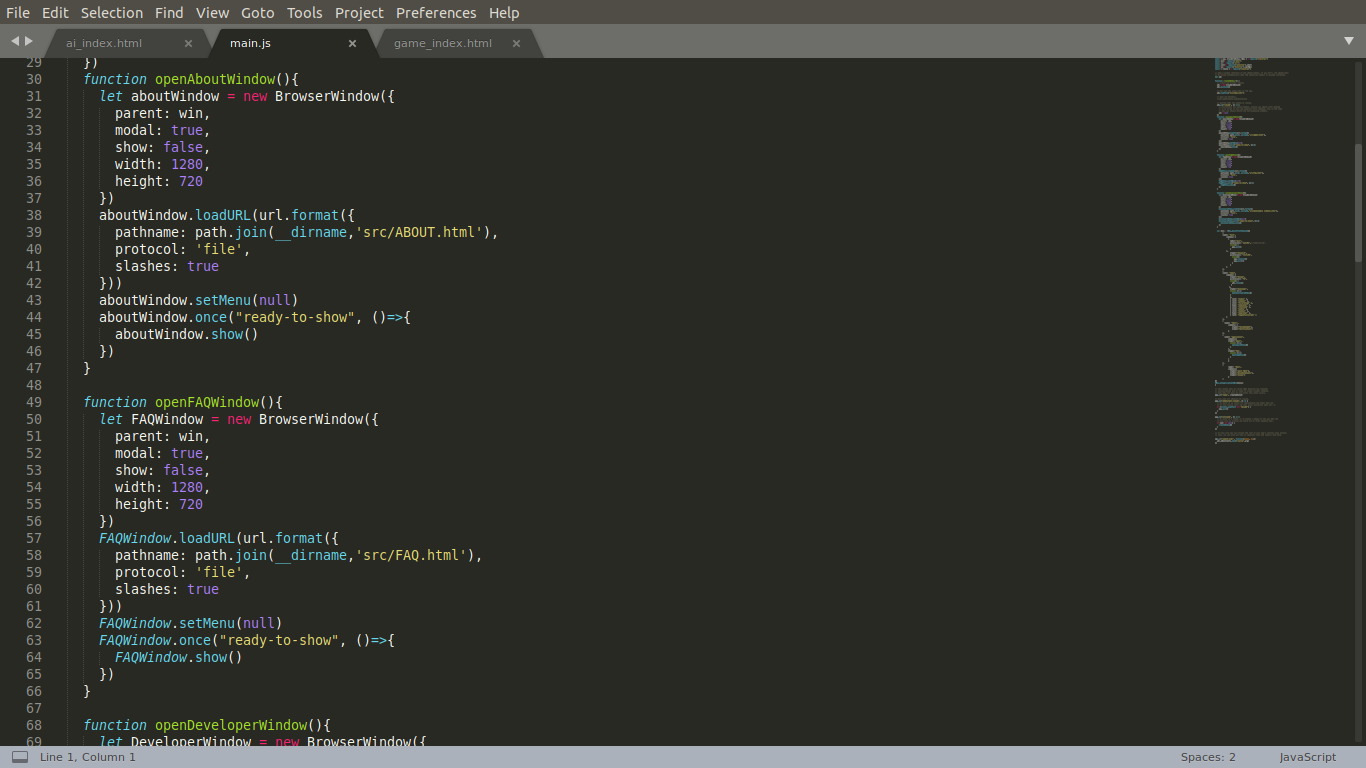 File Edit Selection Find View Goto Tools Project Preferences Help
ai_index.html × main.js × game_index.html ×
29 })
30 function openAboutWindow(){
31 let aboutWindow = new BrowserWindow({
32 parent: win,
33 modal: true,
34 show: false,
35 width: 1280,
36 height: 720
37 })
38 aboutWindow.loadURL(url.format({
39 pathname: path.join(__dirname,'src/ABOUT.html'),
40 protocol: 'file',
41 slashes: true
42 }))
43 aboutWindow.setMenu(null)
44 aboutWindow.once("ready-to-show", ()=>{
45 aboutWindow.show()
46 })
47 }
48
49 function openFAQWindow(){
50 let FAQWindow = new BrowserWindow({
51 parent: win,
52 modal: true,
53 show: false,
54 width: 1280,
55 height: 720
56 })
57 FAQWindow.loadURL(url.format({
58 pathname: path.join(__dirname,'src/FAQ.html'),
59 protocol: 'file',
60 slashes: true
61 }))
62 FAQWindow.setMenu(null)
63 FAQWindow.once("ready-to-show", ()=>{
64 FAQWindow.show()
65 })
66 }
67
68 function openDeveloperWindow(){
69 let DeveloperWindow = new BrowserWindow({
Line 1, Column 1 Spaces: 2 JavaScript